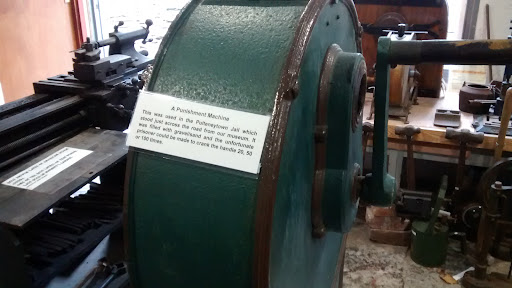 A Punishment Machine
This was used in the Pulteneytown Jail which
stood just across the road from our museum. It
was filled with gravel/sand and the unfortunate
prisoner could be made to crank the handle 20, 50
or 100 times.